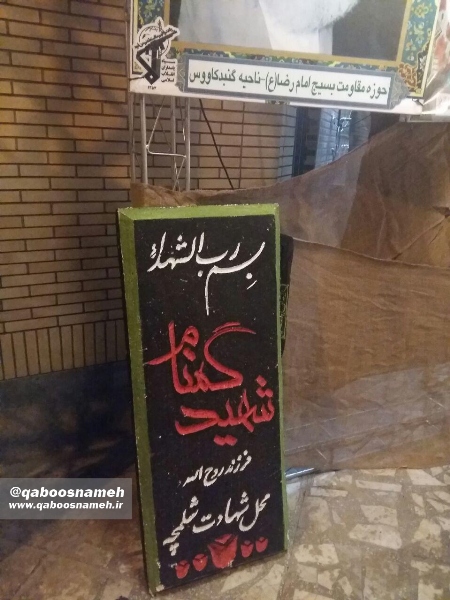 حوزه مقاومت بسیج امام رضا(ع)-ناحیه گنبدکاووس
بسم رب الشهداء
شهید گمنام
فرزند روح الله
محل شهادت شلمچه
@qaboosnameh
www.qaboosnameh.ir